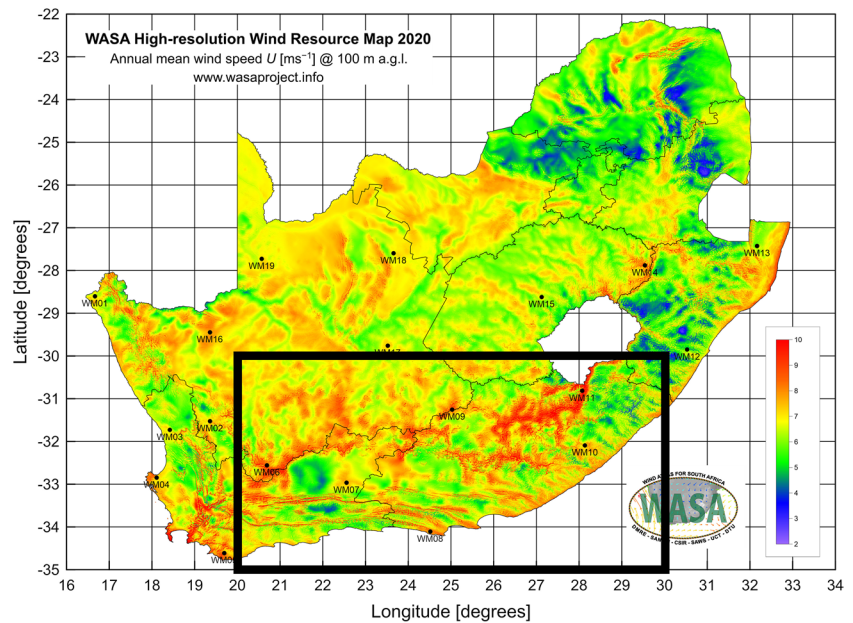 WASA High-resolution Wind Resource Map 2020
Annual mean wind speed U [ms⁻¹] @ 100 m a.g.l.
www.wasaproject.info
-22
-23
-24
-25
-26
-27
-28
-29
-30
-31
-32
-33
-34
-35
Latitude [degrees]
WM13
WM18
WM19
WM14
WM01
WM15
WM16
WM17
WM12
WM11
WM09
WM02
WM03
WM10
WM06
WM04
WM07
WM08
10
9
8
7
6
5
4
3
2
WIND ATLAS FOR SOUTH AFRICA
WASA
16 17 18 19 20 21 22 23 24 25 26 27 28 29 30 31 32 33 34
Longitude [degrees]